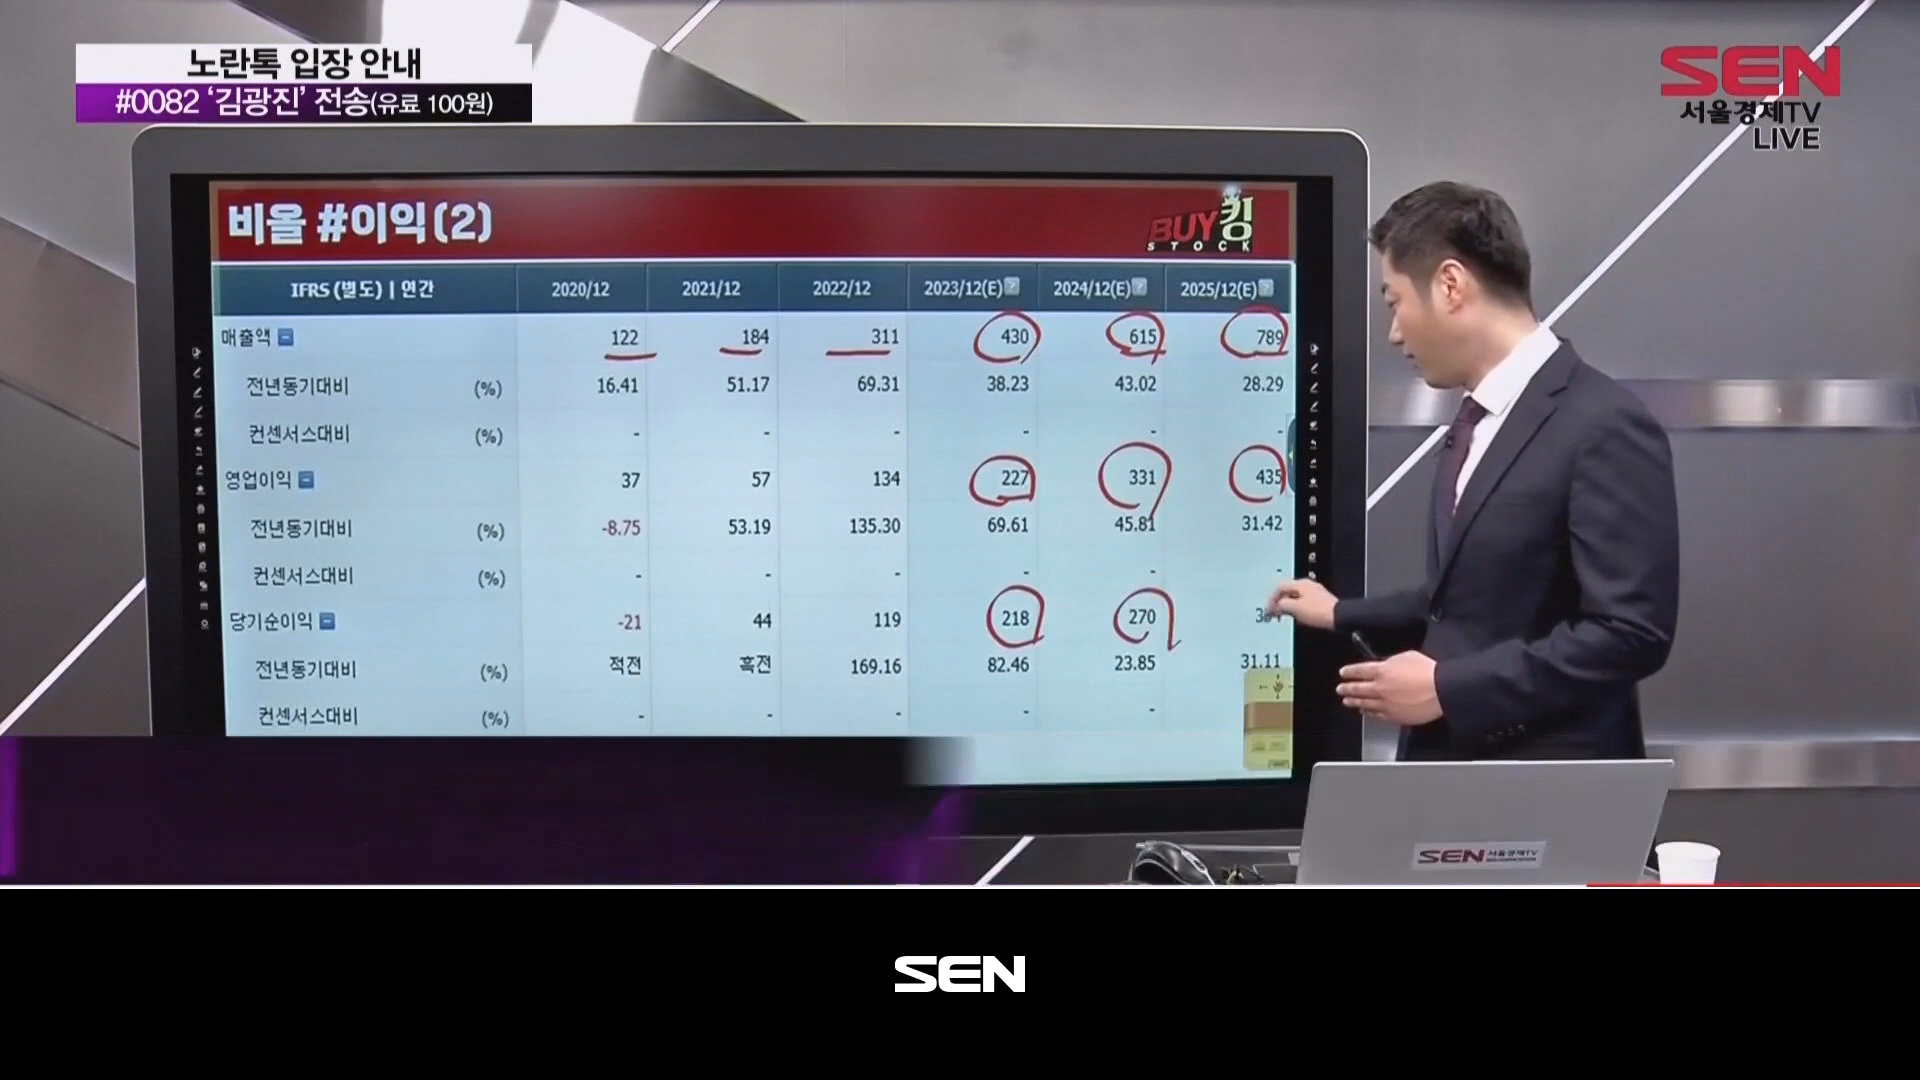 노란톡 입장 안내
#0082 ‘김광진’ 전송(유료 100원)
SEN
서울경제TV
LIVE
비올 #이익(2)
BUY킹
STOCK
IFRS(별도) | 연간 2020/12 2021/12 2022/12 2023/12(E) 2024/12(E) 2025/12(E)
매출액 122 184 311 430 615 789
전년동기대비 (%) 16.41 51.17 69.31 38.23 43.02 28.29
컨센서스대비 (%) - - - - - -
영업이익 37 57 134 227 331 435
전년동기대비 (%) -8.75 53.19 135.30 69.61 45.81 31.42
컨센서스대비 (%) - - - - - -
당기순이익 -21 44 119 218 270
전년동기대비 (%) 적전 흑전 169.16 82.46 23.85 31.11
컨센서스대비 (%) - - - - -
SEN 서울경제TV
SEN